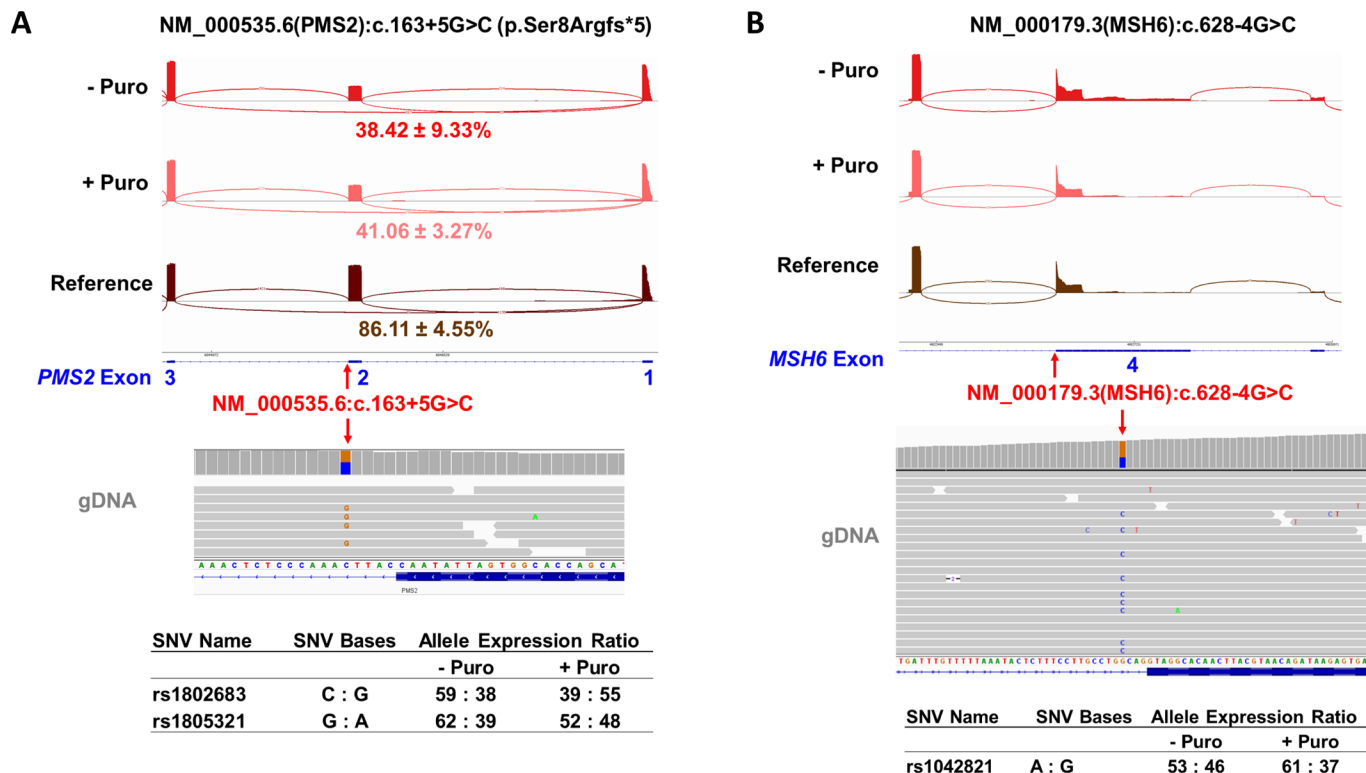 A
NM_000535.6(PMS2):c.163+5G>C (p.Ser8Argfs*5)
- Puro
38.42 ± 9.33%
+ Puro
41.06 ± 3.27%
Reference
86.11 ± 4.55%
PMS2 Exon 3 2 1
NM_000535.6:c.163+5G>C
gDNA
G
G A
G
G
A A A C T C T C C C A A A C T T A C C A A T A T T A G T G G C A C C A G C A T
PMS2
SNV Name SNV Bases Allele Expression Ratio
- Puro + Puro
rs1802683 C : G 59 : 38 39 : 55
rs1805321 G : A 62 : 39 52 : 48
B
NM_000179.3(MSH6):c.628-4G>C
- Puro
+ Puro
Reference
MSH6 Exon 4
NM_000179.3(MSH6):c.628-4G>C
gDNA
T
T
C C T
T
C C T
C
2 C
C
C
C A
C
C
T G A T T T G T T T T T A A A T A C T C T T T C C T T G C C T G G C A G G T A G G C A C A A C T T A C G T A A C A G A T A A G A G T G A
SNV Name SNV Bases Allele Expression Ratio
- Puro + Puro
rs1042821 A : G 53 : 46 61 : 37